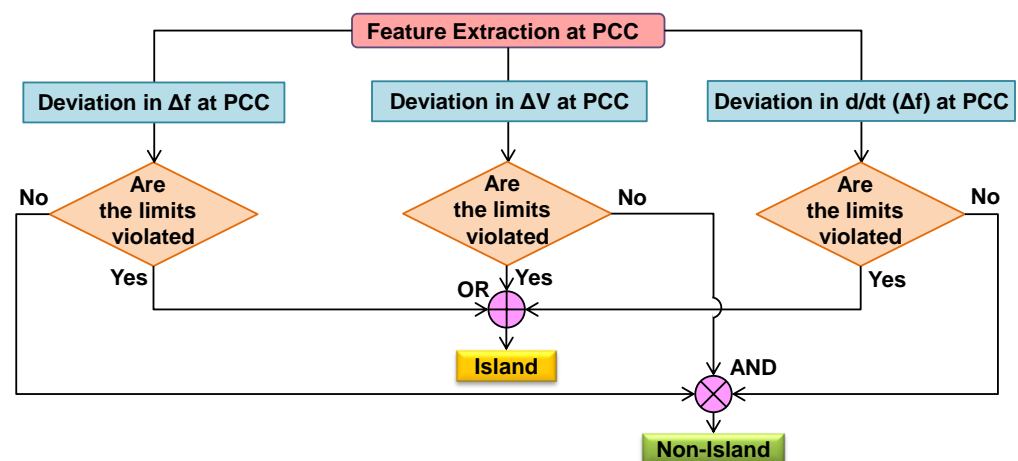 Feature Extraction at PCC
Deviation in Δf at PCC
Deviation in ΔV at PCC
Deviation in d/dt (Δf) at PCC
No
Are
the limits
violated
Are
the limits
violated
No
Are
the limits
violated
No
Yes
Yes
Yes
OR
Island
AND
Non-Island